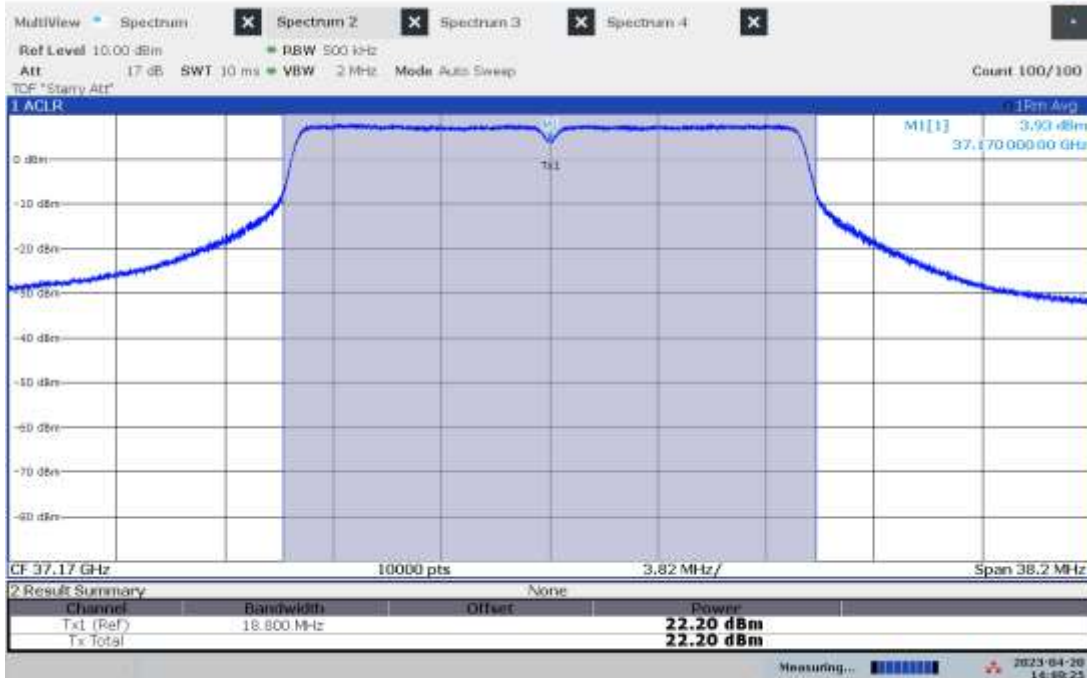 MultiView Spectrum X Spectrum 2 X Spectrum 3 X Spectrum 4 X
Ref Level 10.00 dBm RBW 500 kHz
Att 17 dB SWT 10 ms VBW 2 MHz Mode Auto Sweep Count 100/100
TDF "Starry Att"
1 ACLR 1Rm Avg
M1[1] 3.93 dBm
37.17000000 GHz
M1
0 dBm
Tx1
-10 dBm
-20 dBm
-30 dBm
-40 dBm
-50 dBm
-60 dBm
-70 dBm
-80 dBm
CF 37.17 GHz 10000 pts 3.82 MHz/ Span 38.2 MHz
2 Result Summary None
Channel Bandwidth Offset Power
Tx1 (Ref) 18.800 MHz 22.20 dBm
Tx Total 22.20 dBm
Measuring... 2023-04-20